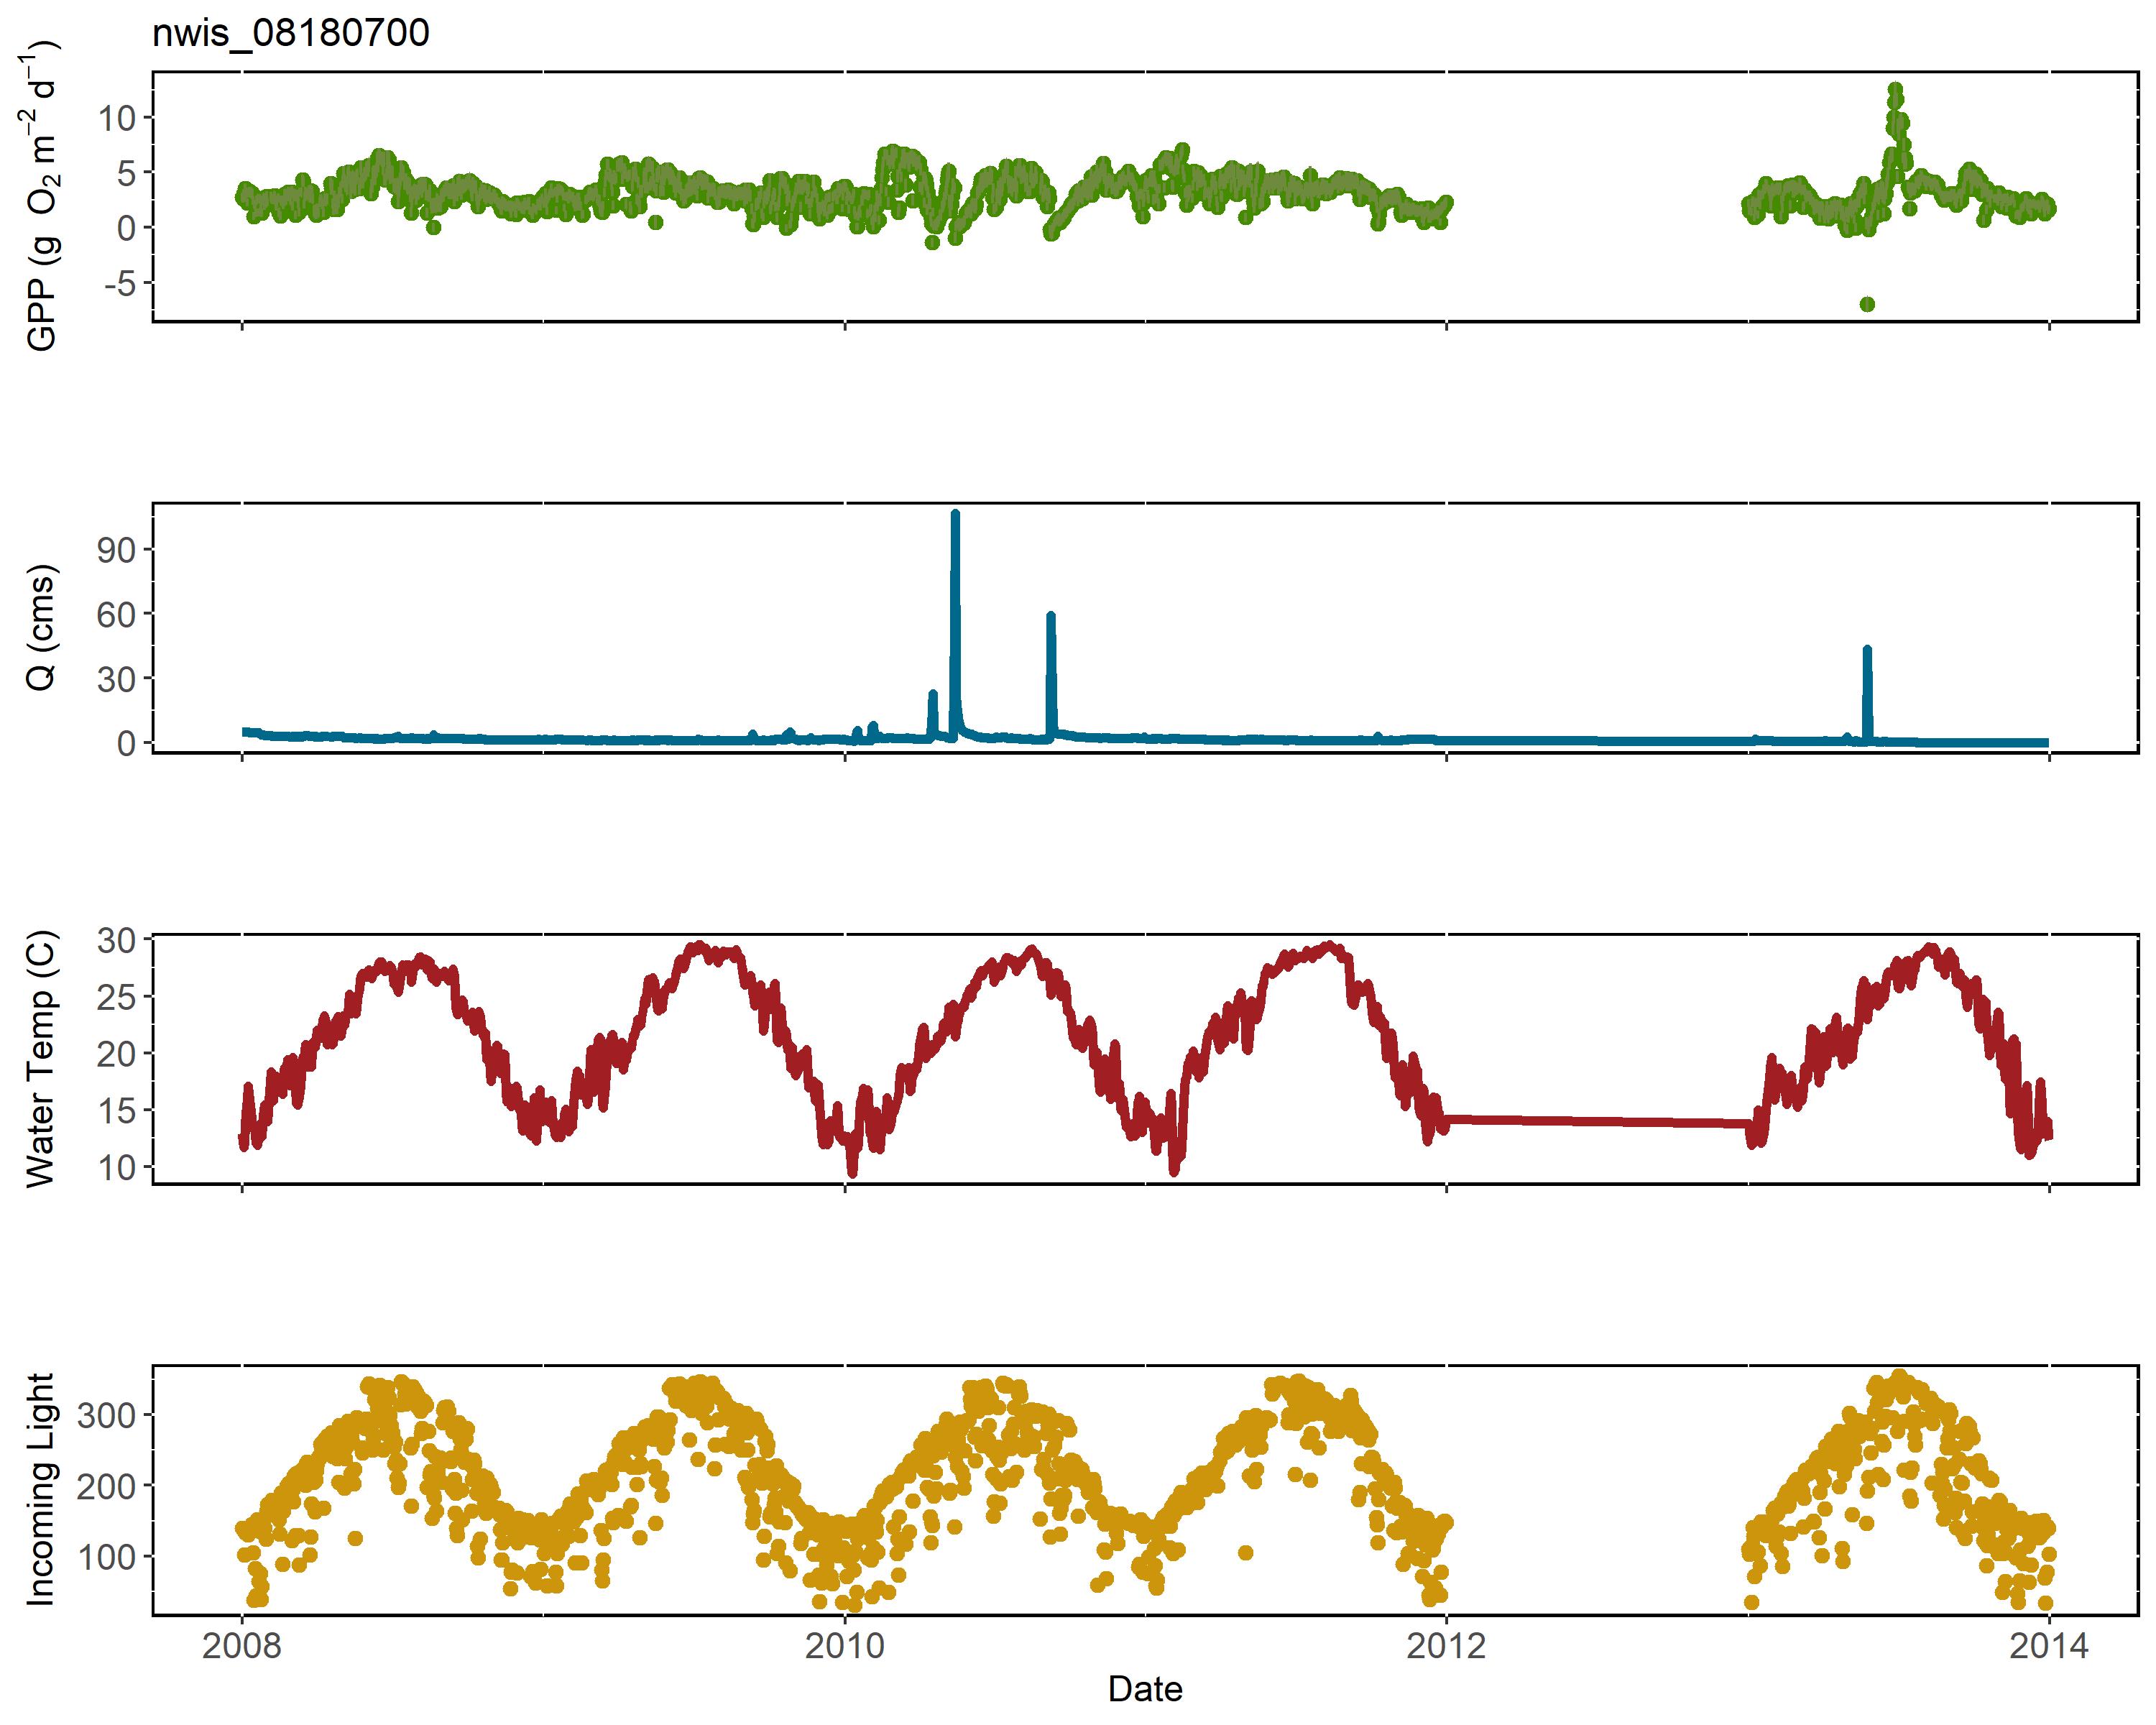 nwis_08180700
GPP (g O₂ m⁻² d⁻¹)
10
5
0
-5
Q (cms)
90
60
30
0
Water Temp (C)
30
25
20
15
10
Incoming Light
300
200
100
2008 2010 2012 2014
Date